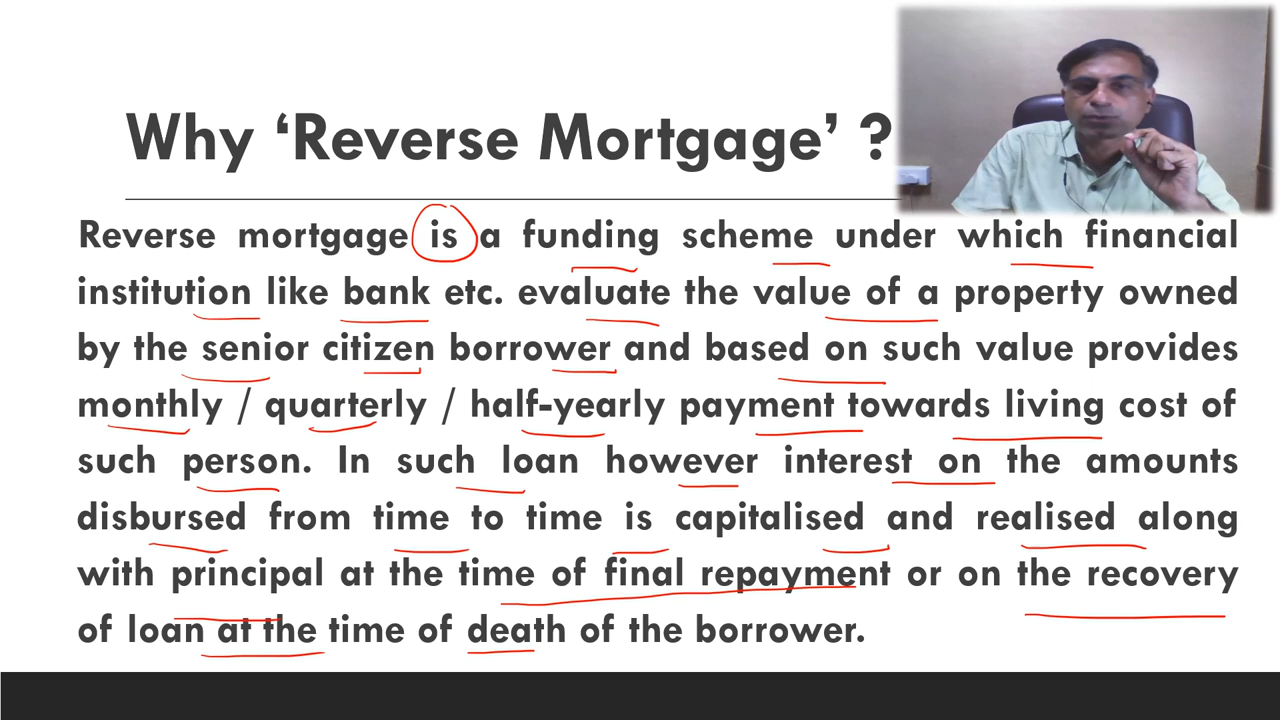 Why ‘Reverse Mortgage’ ?
Reverse mortgage is a funding scheme under which financial
institution like bank etc. evaluate the value of a property owned
by the senior citizen borrower and based on such value provides
monthly / quarterly / half-yearly payment towards living cost of
such person. In such loan however interest on the amounts
disbursed from time to time is capitalised and realised along
with principal at the time of final repayment or on the recovery
of loan at the time of death of the borrower.